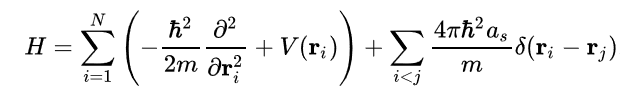 H = \sum_{i=1}^{N} \left( -\frac{\hbar^2}{2m} \frac{\partial^2}{\partial \mathbf{r}_i^2} + V(\mathbf{r}_i) \right) + \sum_{i<j} \frac{4\pi\hbar^2 a_s}{m} \delta(\mathbf{r}_i - \mathbf{r}_j)